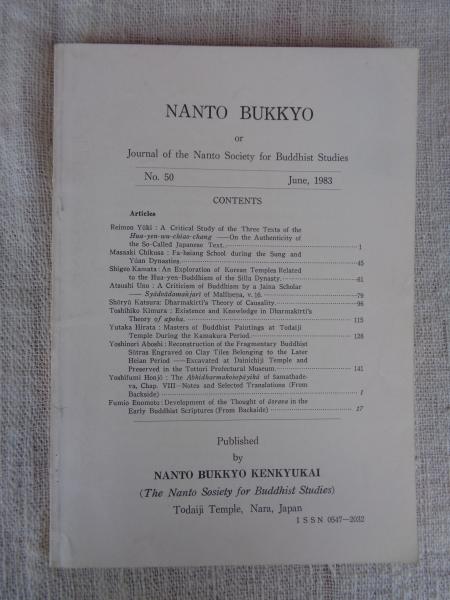 NANTO BUKKYO
or
Journal of the Nanto Society for Buddhist Studies
No. 50 June, 1983
CONTENTS
Articles
Reimon Yūki : A Critical Study of the Three Texts of the
Hua-yen-wu-chiao-chang —— On the Authenticity of
the So-Called Japanese Text. 1
Masaaki Chikusa : Fa-hsiang School during the Sung and
Yüan Dynasties. 45
Shigeo Kamata : An Exploration of Korean Temples Related
to the Hua-yen-Buddhism of the Silla Dynasty. 61
Atsushi Uno : A Criticism of Buddhism by a Jaina Scholar
—— Syādvādamañjarī of Malliṣeṇa, v. 16. 79
Shōryū Katsura : Dharmakīrti's Theory of Causality. 96
Toshihiko Kimura : Existence and Knowledge in Dharmakīrti's
Theory of apoha. 115
Yutaka Hirata : Masters of Buddhist Paintings at Todaiji
Temple During the Kamakura Period. 128
Yoshinori Aboshi : Reconstruction of the Fragmentary Buddhist
Sūtras Engraved on Clay Tiles Belonging to the Later
Heian Period —— Excavated at Dainichiji Temple and
Preserved in the Tottori Prefectural Museum. 141
Yoshifumi Honjō : The Abhidharmakośopāyikā of Śamathade-
va, Chap. VIII—Notes and Selected Translations (From
Backside) 1
Fumio Enomoto : Development of the Thought of āsrava in the
Early Buddhist Scriptures (From Backside) 17
Published
by
NANTO BUKKYO KENKYUKAI
(The Nanto Society for Buddhist Studies)
Todaiji Temple, Nara, Japan
ISSN 0547—2032